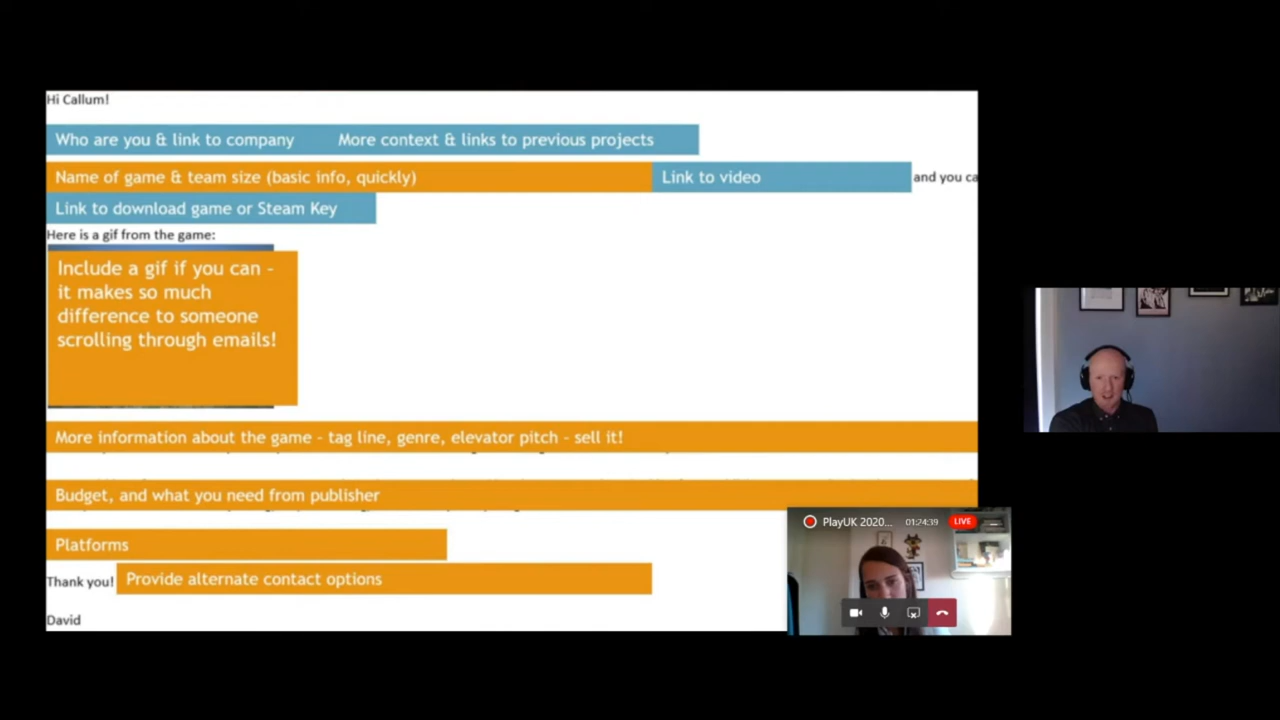 Hi Callum!
Who are you & link to company More context & links to previous projects
Name of game & team size (basic info, quickly) Link to video and you ca
Link to download game or Steam Key
Here is a gif from the game:
Include a gif if you can -
it makes so much
difference to someone
scrolling through emails!
More information about the game - tag line, genre, elevator pitch - sell it!
Budget, and what you need from publisher
PlayUK 2020... 01:24:39 LIVE
Platforms
Thank you! Provide alternate contact options
David